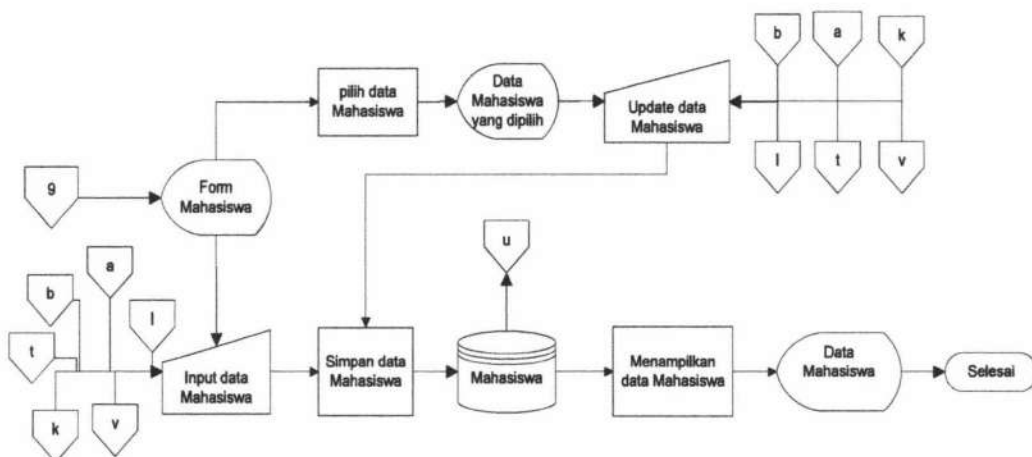 b
a
k
pilih data
Mahasiswa
Data
Mahasiswa
yang dipilih
Update data
Mahasiswa
l
t
v
9
Form
Mahasiswa
u
a
b
l
t
k
v
Input data
Mahasiswa
Simpan data
Mahasiswa
Mahasiswa
Menampilkan
data Mahasiswa
Data
Mahasiswa
Selesai